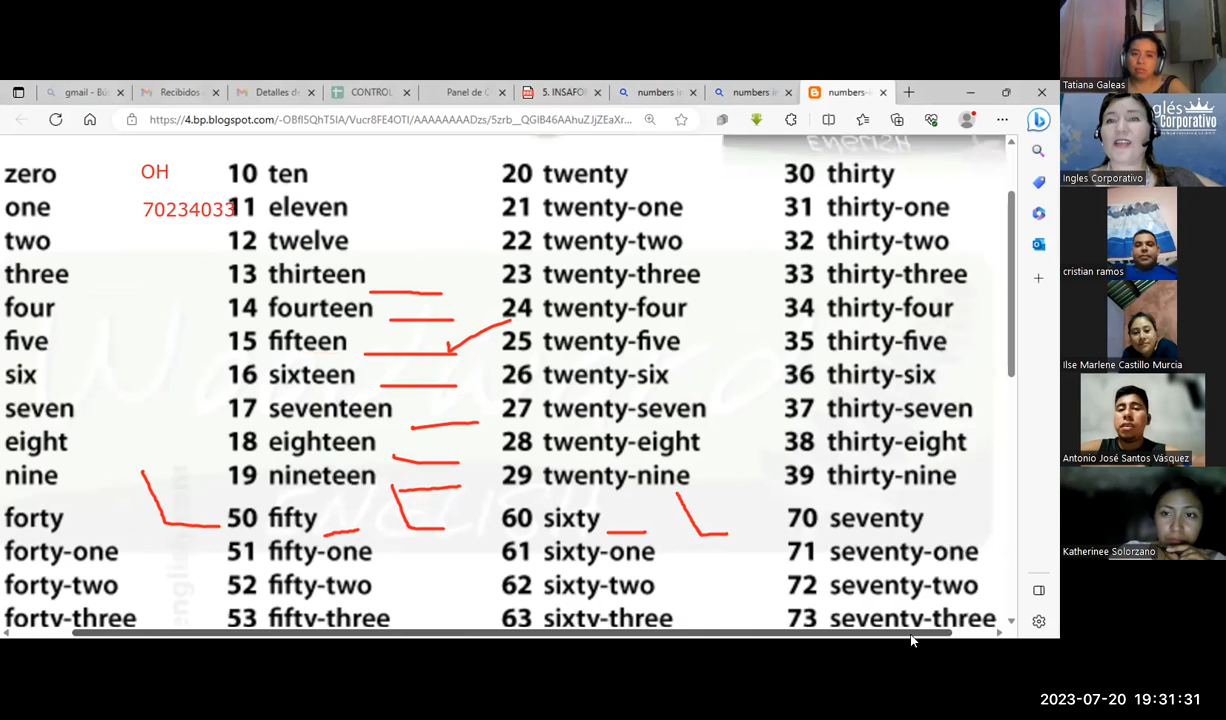 gmail - Bú
Recibidos
Detalles d
CONTROL
Panel de C
5. INSAFO
numbers in
numbers in
numbers-i
https://4.bp.blogspot.com/-OBfI5QhT5IA/Vucr8FE4OTI/AAAAAAAADzs/5zrb__QGIB46AAhuZJjZEaXr...
zero OH 10 ten 20 twenty 30 thirty
one 70234033 11 eleven 21 twenty-one 31 thirty-one
two 12 twelve 22 twenty-two 32 thirty-two
three 13 thirteen 23 twenty-three 33 thirty-three
four 14 fourteen 24 twenty-four 34 thirty-four
five 15 fifteen 25 twenty-five 35 thirty-five
six 16 sixteen 26 twenty-six 36 thirty-six
seven 17 seventeen 27 twenty-seven 37 thirty-seven
eight 18 eighteen 28 twenty-eight 38 thirty-eight
nine 19 nineteen 29 twenty-nine 39 thirty-nine
forty 50 fifty 60 sixty 70 seventy
forty-one 51 fifty-one 61 sixty-one 71 seventy-one
forty-two 52 fifty-two 62 sixty-two 72 seventy-two
forty-three 53 fifty-three 63 sixty-three 73 seventy-three
Tatiana Galeas
glés
Corporativo
Ingles Corporativo
cristian ramos
Ilse Marlene Castillo Murcia
Antonio José Santos Vásquez
Katherinee Solorzano
2023-07-20 19:31:31